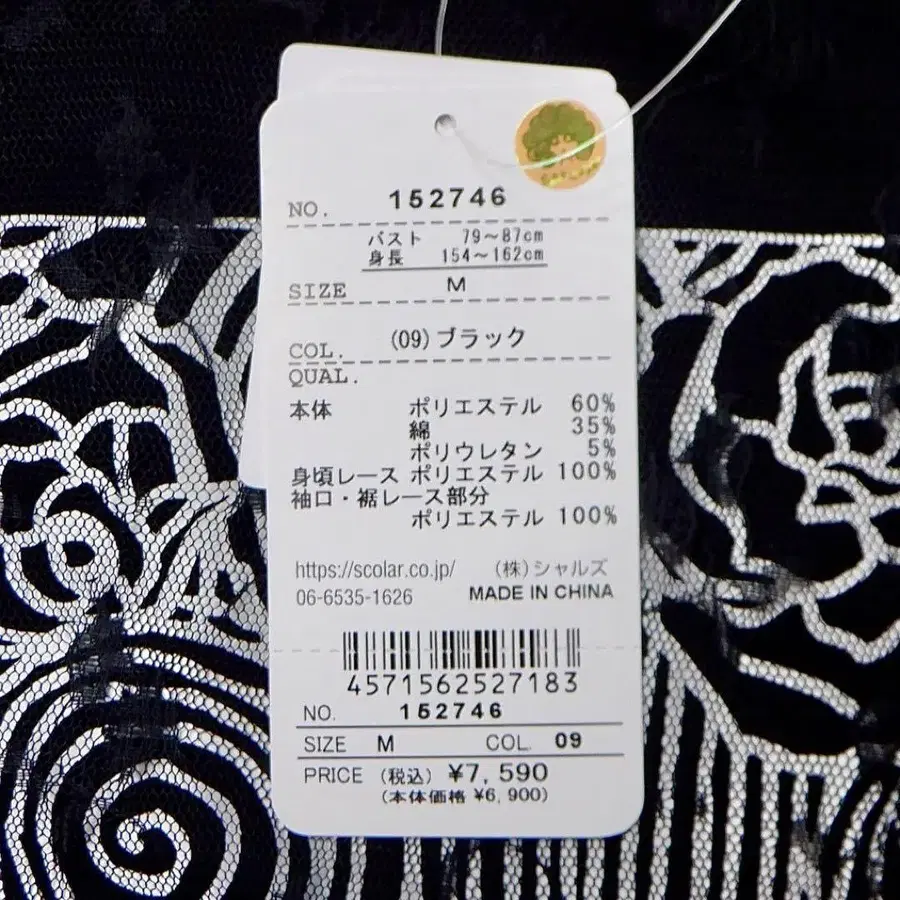 NO. 152746
バスト 79〜87cm
身長 154〜162cm
SIZE M
COL. (09)ブラック
QUAL.
本体 ポリエステル 60%
綿 35%
ポリウレタン 5%
身頃レース ポリエステル 100%
袖口・裾レース部分
ポリエステル 100%
https://scolar.co.jp/ (株)シャルズ
06-6535-1626 MADE IN CHINA
4571562527183
NO. 152746
SIZE M COL. 09
PRICE (税込) ¥7,590
(本体価格 ¥6,900)